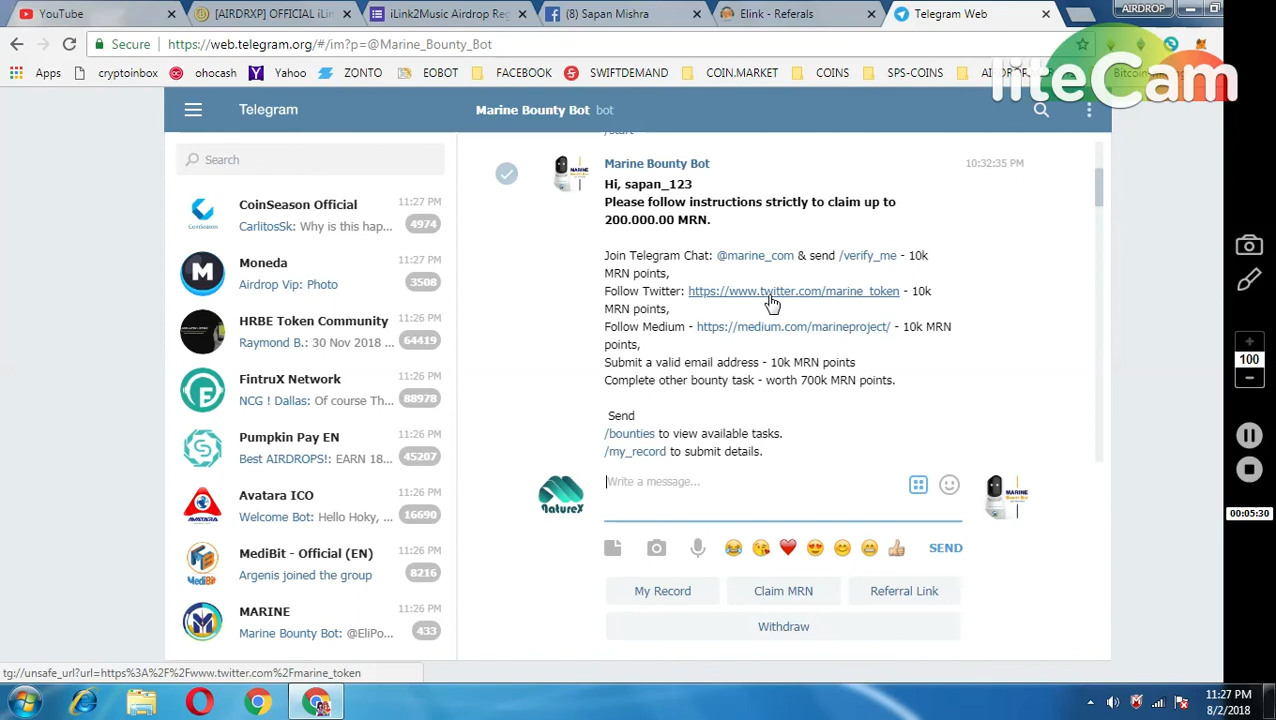 YouTube
[AIRDRXP] OFFICIAL iLin
iLink2Music Airdrops Reg
(8) Sapan Mishra
Elink - Referals
Telegram Web
AIRDROP
Secure
https://web.telegram.org/#/im?p=@Marine_Bounty_Bot
Apps
cryptoinbox
ohocash
Yahoo
ZONTO
EOBOT
FACEBOOK
SWIFTDEMAND
COIN.MARKET
COINS
SPS-COINS
liteCam
Telegram
Marine Bounty Bot bot
/start
Search
CoinSeason Official 11:27 PM
CarlitosSk: Why is this hap... 4974
Moneda 11:27 PM
Airdrop Vip: Photo 3508
HRBE Token Community 11:26 PM
Raymond B.: 30 Nov 2018 ... 64419
FintruX Network 11:26 PM
NCG ! Dallas: Of course Th... 88978
Pumpkin Pay EN 11:26 PM
Best AIRDROPS!: EARN 18... 45207
Avatara ICO 11:26 PM
Welcome Bot: Hello Hoky, ... 16690
MediBit - Official (EN) 11:26 PM
Argenis joined the group 8216
MARINE 11:26 PM
Marine Bounty Bot: @EliPo... 433
Marine Bounty Bot 10:32:35 PM
Hi, sapan_123
Please follow instructions strictly to claim up to
200.000.00 MRN.
Join Telegram Chat: @marine_com & send /verify_me - 10k
MRN points,
Follow Twitter: https://www.twitter.com/marine_token - 10k
MRN points,
Follow Medium - https://medium.com/marineproject/ - 10k MRN
points,
Submit a valid email address - 10k MRN points
Complete other bounty task - worth 700k MRN points.
Send
/bounties to view available tasks.
/my_record to submit details.
Write a message...
NatureX
SEND
My Record
Claim MRN
Referral Link
Withdraw
100
00:05:30
tg://unsafe_url?url=https%3A%2F%2Fwww.twitter.com%2Fmarine_token
11:27 PM
8/2/2018